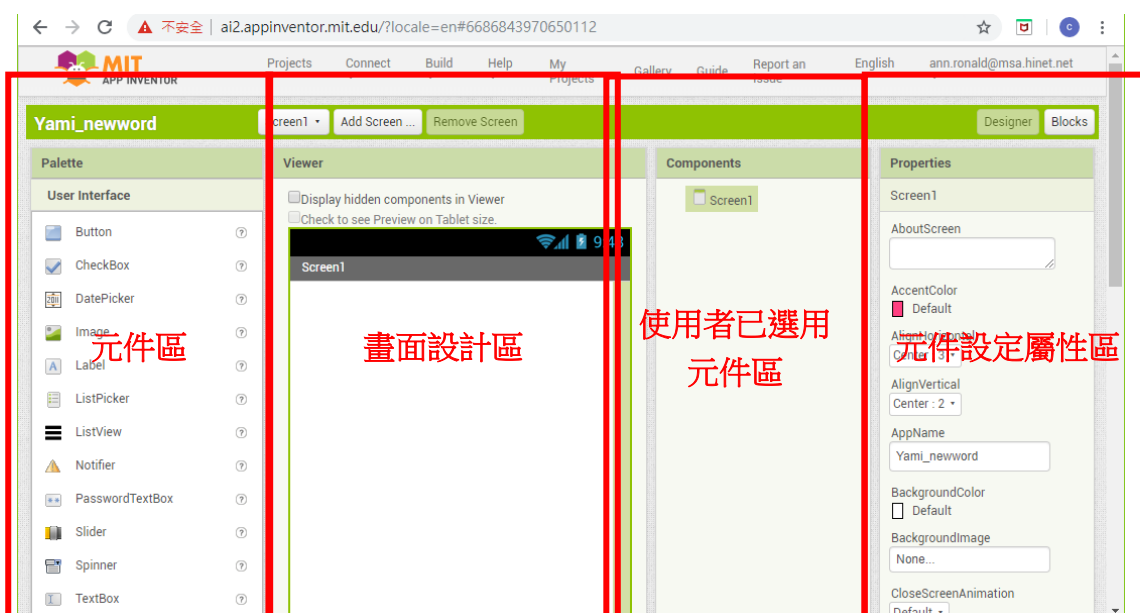 不安全 | ai2.appinventor.mit.edu/?locale=en#6686843970650112
C
MIT
APP INVENTOR
Projects Connect Build Help My Projects Gallery Guide Report an Issue English ann.ronald@msa.hinet.net
Yami_newword
Screen1 Add Screen ... Remove Screen Designer Blocks
Palette
User Interface
Button
CheckBox
DatePicker
Image
Label
ListPicker
ListView
Notifier
PasswordTextBox
Slider
Spinner
TextBox
元件區
Viewer
Display hidden components in Viewer
Check to see Preview on Tablet size.
9:48
Screen1
畫面設計區
Components
Screen1
使用者已選用
元件區
Properties
Screen1
AboutScreen
AccentColor
Default
AlignHorizontal
Center : 3
元件設定屬性區
AlignVertical
Center : 2
AppName
Yami_newword
BackgroundColor
Default
BackgroundImage
None...
CloseScreenAnimation
Default